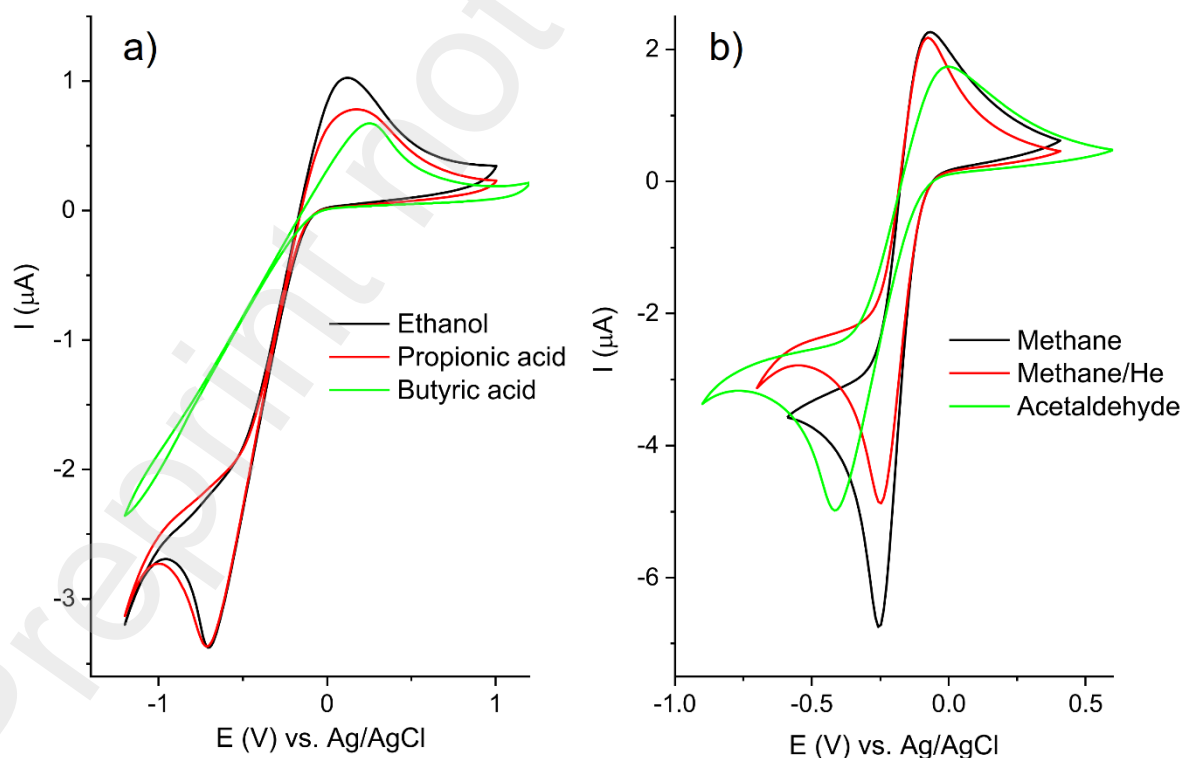 a)
1
0
-1
-2
-3
I (μA)
Ethanol
Propionic acid
Butyric acid
-1
0
1
E (V) vs. Ag/AgCl
b)
2
0
-2
-4
-6
I (μA)
Methane
Methane/He
Acetaldehyde
-1.0
-0.5
0.0
0.5
E (V) vs. Ag/AgCl
Preprint not